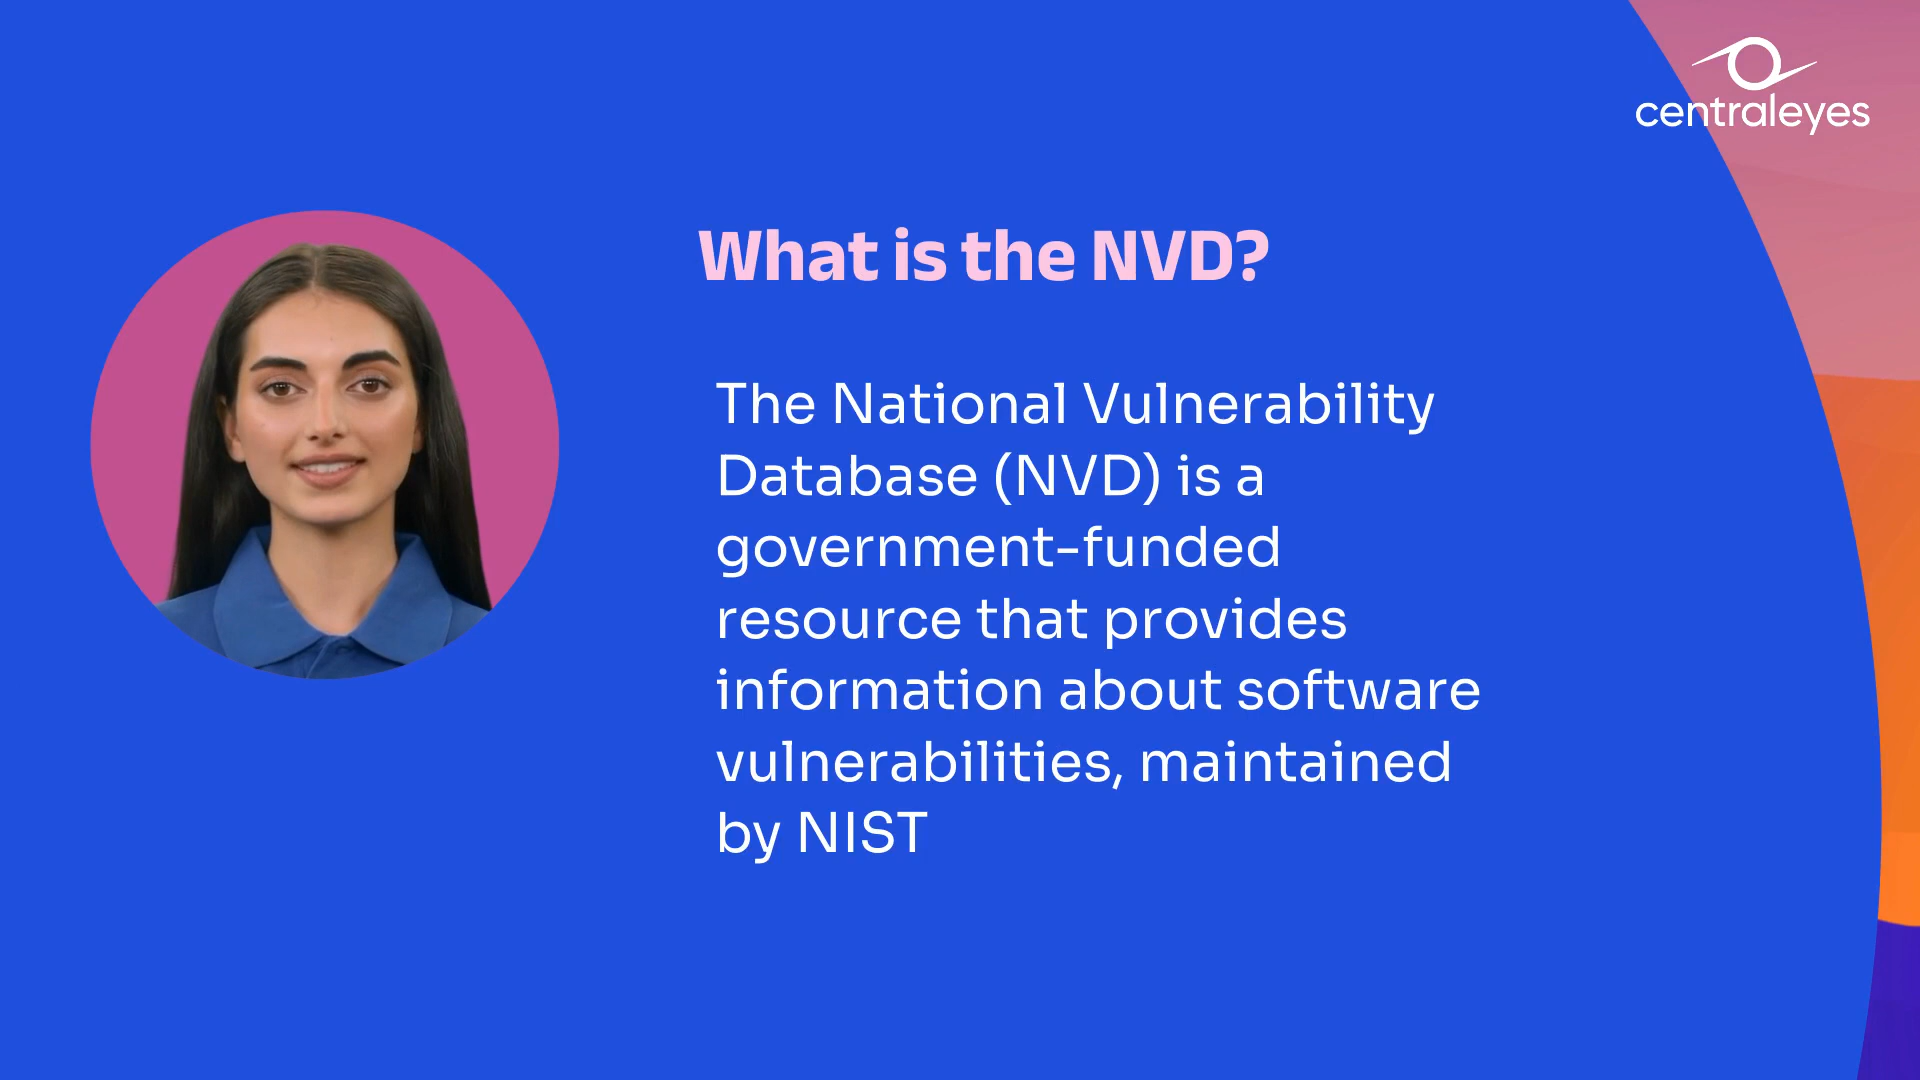 centraleyes
What is the NVD?
The National Vulnerability
Database (NVD) is a
government-funded
resource that provides
information about software
vulnerabilities, maintained
by NIST